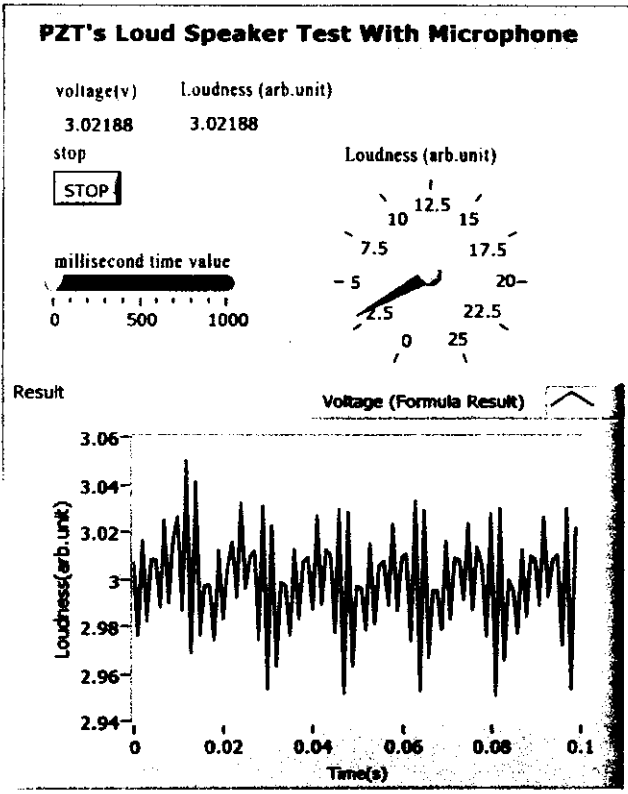 PZT's Loud Speaker Test With Microphone
voltage(v) Loudness (arb.unit)
3.02188 3.02188
stop
STOP
Loudness (arb.unit)
0 2.5 5 7.5 10 12.5 15 17.5 20 22.5 25
millisecond time value
0 500 1000
Result
Voltage (Formula Result)
Loudness(arb.unit)
3.06
3.04
3.02
3
2.98
2.96
2.94
0 0.02 0.04 0.06 0.08 0.1
Time(s)